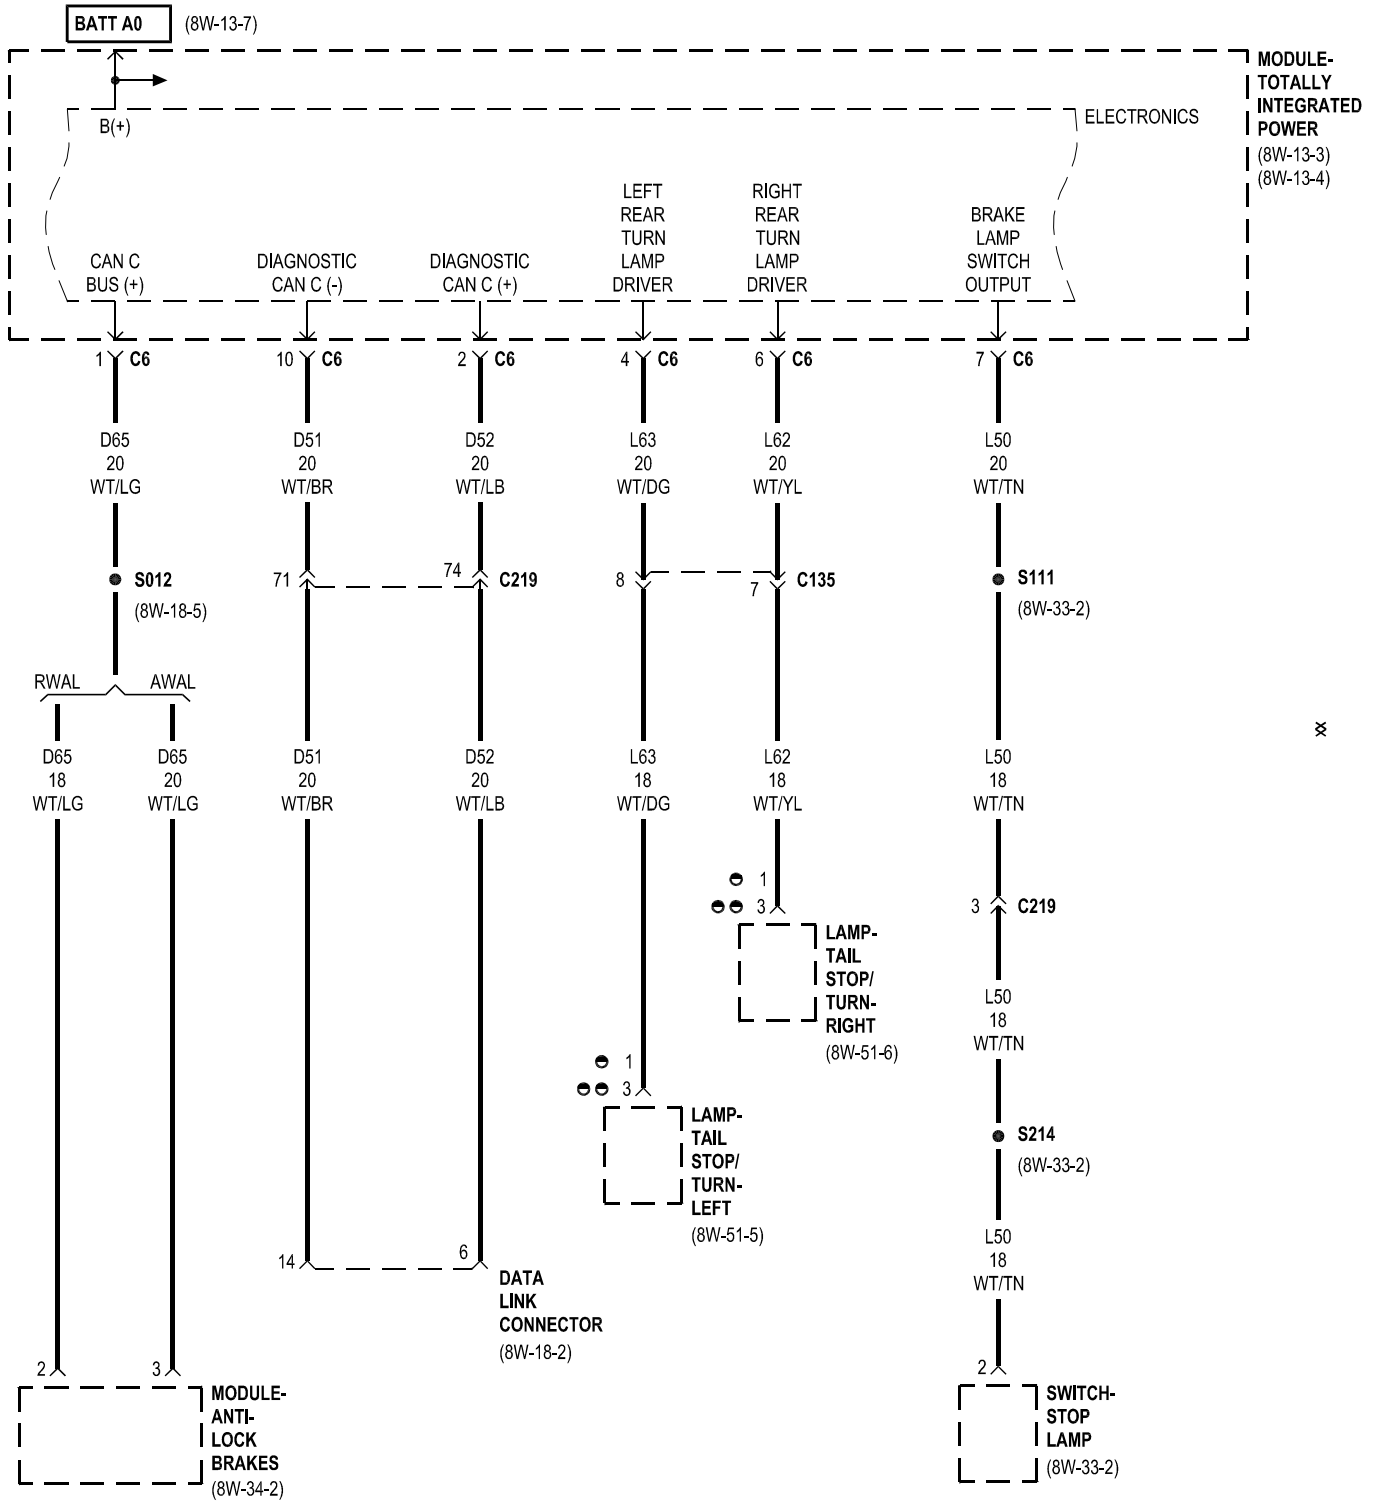 BATT A0 (8W-13-7)
MODULE-
TOTALLY
INTEGRATED
POWER
(8W-13-3)
(8W-13-4)
B(+)
ELECTRONICS
CAN C
BUS (+)
DIAGNOSTIC
CAN C (-)
DIAGNOSTIC
CAN C (+)
LEFT
REAR
TURN
LAMP
DRIVER
RIGHT
REAR
TURN
LAMP
DRIVER
BRAKE
LAMP
SWITCH
OUTPUT
1 C6
10 C6
2 C6
4 C6
6 C6
7 C6
D65
20
WT/LG
D51
20
WT/BR
D52
20
WT/LB
L63
20
WT/DG
L62
20
WT/YL
L50
20
WT/TN
S012
(8W-18-5)
71
74 C219
8
7 C135
S111
(8W-33-2)
RWAL AWAL
D65
18
WT/LG
D65
20
WT/LG
D51
20
WT/BR
D52
20
WT/LB
L63
18
WT/DG
L62
18
WT/YL
L50
18
WT/TN
1
3
LAMP-
TAIL
STOP/
TURN-
RIGHT
(8W-51-6)
3 C219
L50
18
WT/TN
1
3
LAMP-
TAIL
STOP/
TURN-
LEFT
(8W-51-5)
S214
(8W-33-2)
L50
18
WT/TN
14
6
DATA
LINK
CONNECTOR
(8W-18-2)
2
3
MODULE-
ANTI-
LOCK
BRAKES
(8W-34-2)
2
SWITCH-
STOP
LAMP
(8W-33-2)